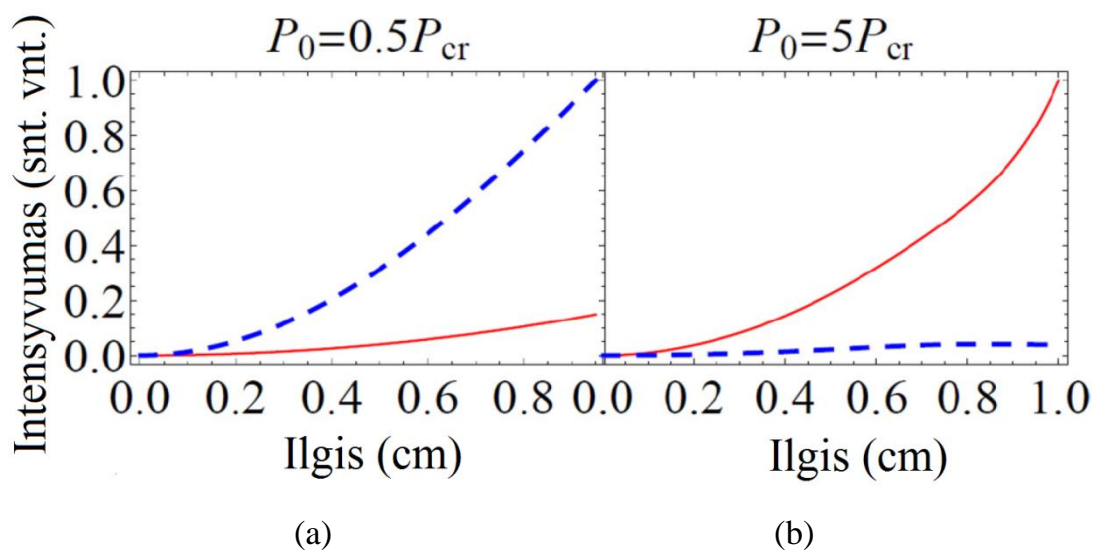 P₀=0.5P_cr P₀=5P_cr
Intensyvumas (snt. vnt.)
1.0
0.8
0.6
0.4
0.2
0.0
0.0 0.2 0.4 0.6 0.8 0.0 0.2 0.4 0.6 0.8 1.0
Ilgis (cm) Ilgis (cm)
(a) (b)